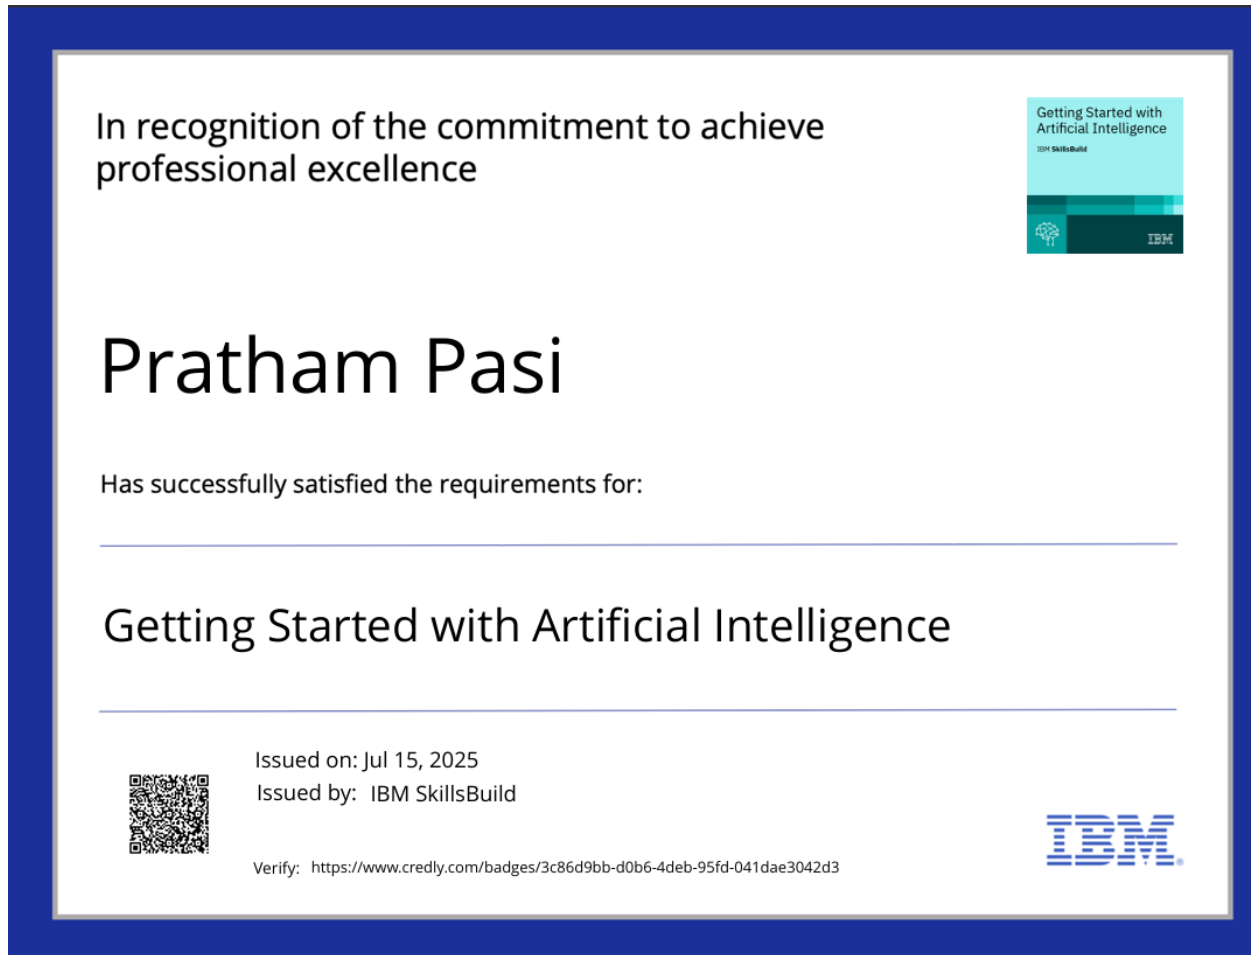 In recognition of the commitment to achieve
professional excellence
Getting Started with
Artificial Intelligence
IBM SkillsBuild
IBM
Pratham Pasi
Has successfully satisfied the requirements for:
Getting Started with Artificial Intelligence
Issued on: Jul 15, 2025
Issued by: IBM SkillsBuild
Verify: https://www.credly.com/badges/3c86d9bb-d0b6-4deb-95fd-041dae3042d3
IBM®